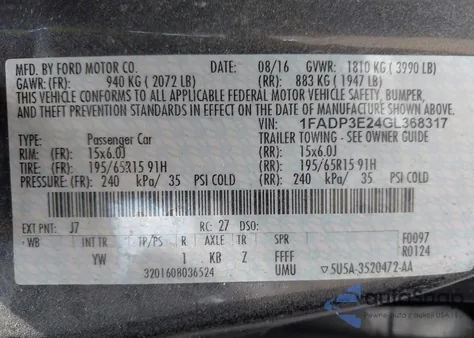 MFD. BY FORD MOTOR CO. DATE: 08/16 GVWR: 1810 KG ( 3990 LB)
GAWR:(FR): 940 KG ( 2072 LB) (RR): 883 KG ( 1947 LB)
THIS VEHICLE CONFORMS TO ALL APPLICABLE FEDERAL MOTOR VEHICLE SAFETY, BUMPER,
AND THEFT PREVENTION STANDARDS IN EFFECT ON THE DATE OF MANUFACTURE SHOWN ABOVE.
VIN: 1FADP3E24GL368317
TYPE: Passenger Car TRAILER TOWING - SEE OWNER GUIDE
RIM: (FR): 15x6.0J (RR): 15x6.0J
TIRE: (FR): 195/65R15 91H (RR): 195/65R15 91H
PRESSURE: (FR): 240 kPa/ 35 PSI COLD (RR): 240 kPa/ 35 PSI COLD
EXT PNT: J7 RC: 27 DSO:
WB INT TR TP/PS R AXLE TR SPR F0097
YW 1 KB Z FFFF R0124
3201608036524 UMU 5U5A-3520472-AA
autosnap